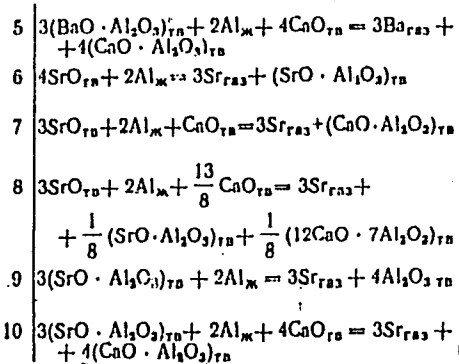 5 3(BaO · Al₂O₃)тв + 2Alж + 4CaOтв = 3Baгаз +
+ 4(CaO · Al₂O₃)тв
6 4SrOтв + 2Alж = 3Srгаз + (SrO · Al₂O₃)тв
7 3SrOтв + 2Alж + CaOтв = 3Srгаз + (CaO · Al₂O₃)тв
8 3SrOтв + 2Alж + 13/8 CaOтв = 3Srгаз +
+ 1/8 (SrO · Al₂O₃)тв + 1/8 (12CaO · 7Al₂O₃)тв
9 3(SrO · Al₂O₃)тв + 2Alж = 3Srгаз + 4Al₂O₃ тв
10 3(SrO · Al₂O₃)тв + 2Alж + 4CaOтв = 3Srгаз +
+ 4(CaO · Al₂O₃)тв